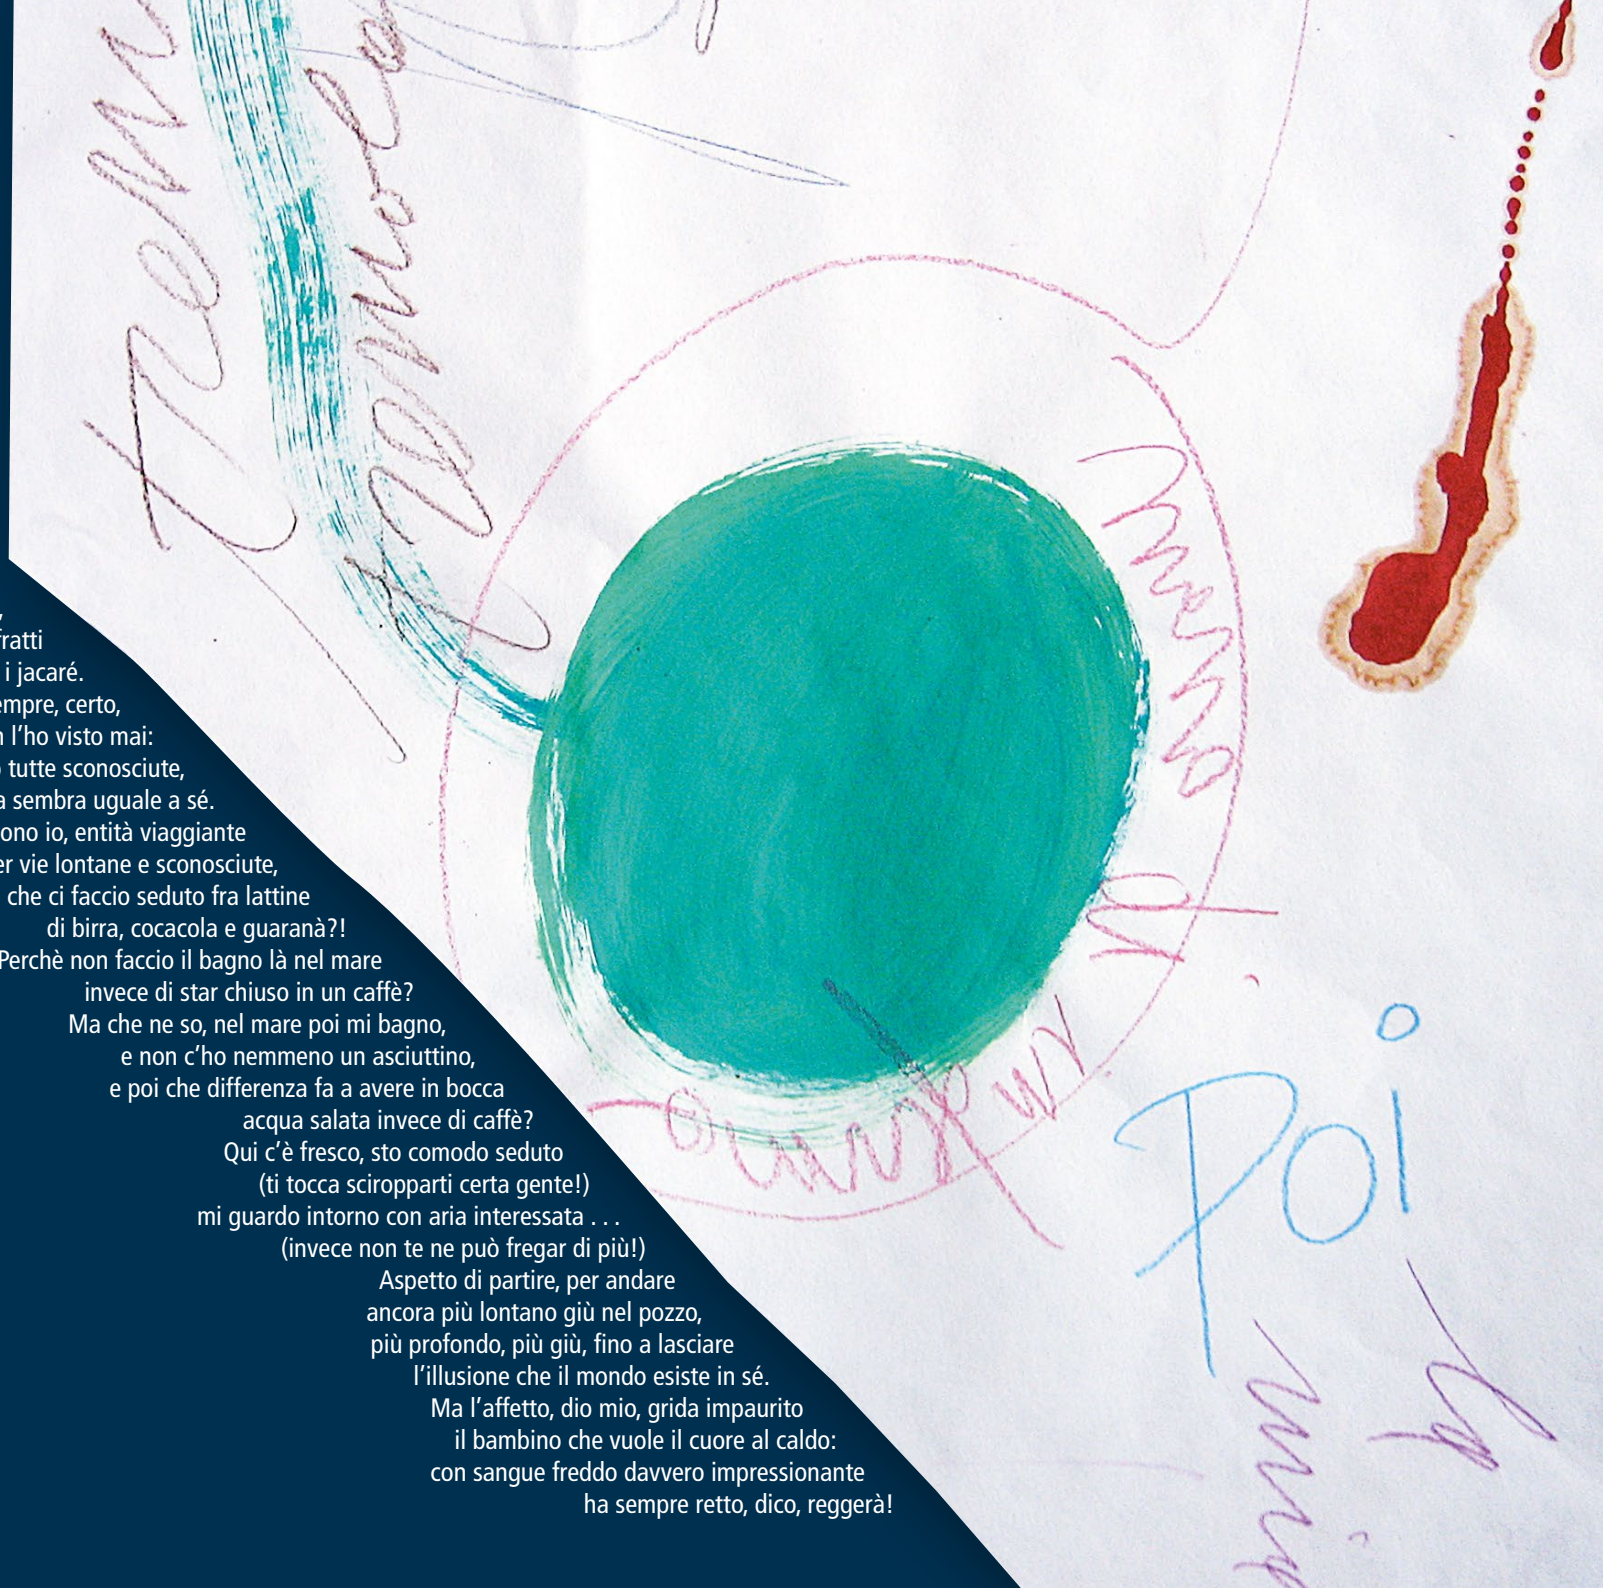 fratti
i jacaré.
empre, certo,
l'ho visto mai:
tutte sconosciute,
a sembra uguale a sé.
ono io, entità viaggiante
er vie lontane e sconosciute,
che ci faccio seduto fra lattine
di birra, cocacola e guaranà?!
Perchè non faccio il bagno là nel mare
invece di star chiuso in un caffè?
Ma che ne so, nel mare poi mi bagno,
e non c'ho nemmeno un asciuttino,
e poi che differenza fa a avere in bocca
acqua salata invece di caffè?
Qui c'è fresco, sto comodo seduto
(ti tocca sciropparti certa gente!)
mi guardo intorno con aria interessata . . .
(invece non te ne può fregar di più!)
Aspetto di partire, per andare
ancora più lontano giù nel pozzo,
più profondo, più giù, fino a lasciare
l'illusione che il mondo esiste in sé.
Ma l'affetto, dio mio, grida impaurito
il bambino che vuole il cuore al caldo:
con sangue freddo davvero impressionante
ha sempre retto, dico, reggerà!
Poi
la